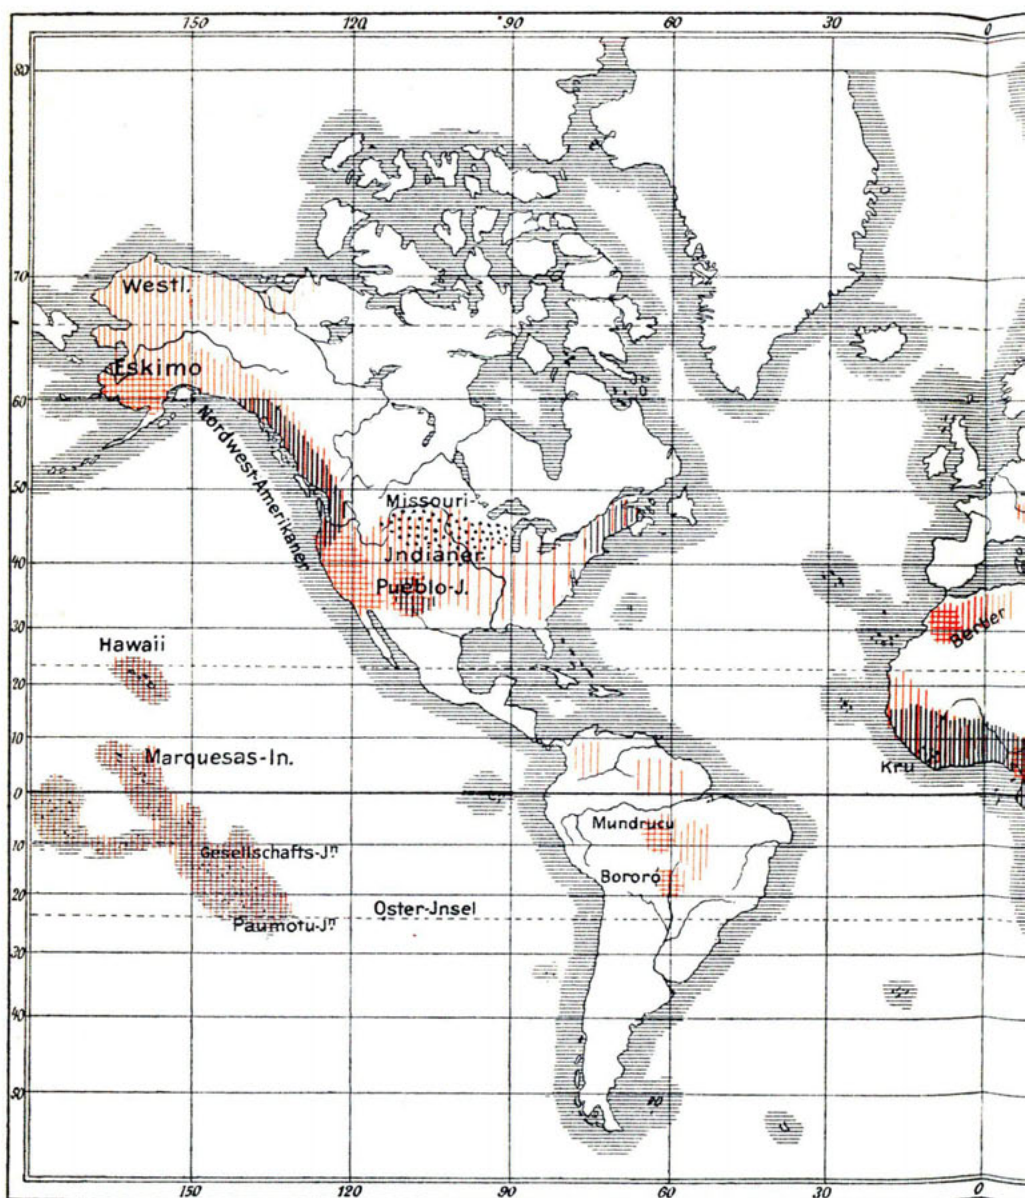 150 120 90 60 30 0
80
70
Westl.
Eskimo
60
Nordwest-Amerikaner
50
Missouri-
40
Jndianer
Pueblo-J.
Berber
30
Hawaii
20
10
Marquesas-In.
Kru
0
Mundrucu
10
Gesellschafts-Jⁿ
Bororó
20
Oster-Jnsel
Paumotu-Jⁿ
30
40
50
150 120 90 60 30 0